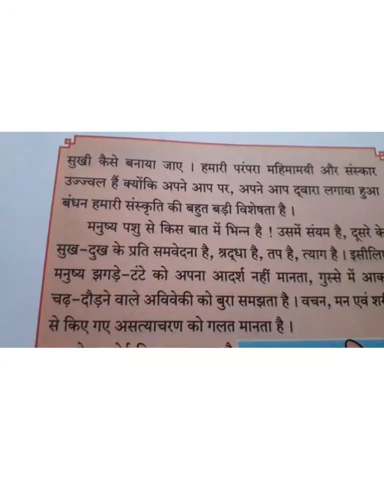 सुखी कैसे बनाया जाए । हमारी परंपरा महिमामयी और संस्कार
उज्ज्वल हैं क्योंकि अपने आप पर, अपने आप द्वारा लगाया हुआ
बंधन हमारी संस्कृति की बहुत बड़ी विशेषता है ।
मनुष्य पशु से किस बात में भिन्न है ! उसमें संयम है, दूसरे के
सुख-दुख के प्रति समवेदना है, श्रद्धा है, तप है, त्याग है । इसीलिए
मनुष्य झगड़े-टंटे को अपना आदर्श नहीं मानता, गुस्से में आक
चढ़-दौड़ने वाले अविवेकी को बुरा समझता है । वचन, मन एवं शरी
से किए गए असत्याचरण को गलत मानता है ।